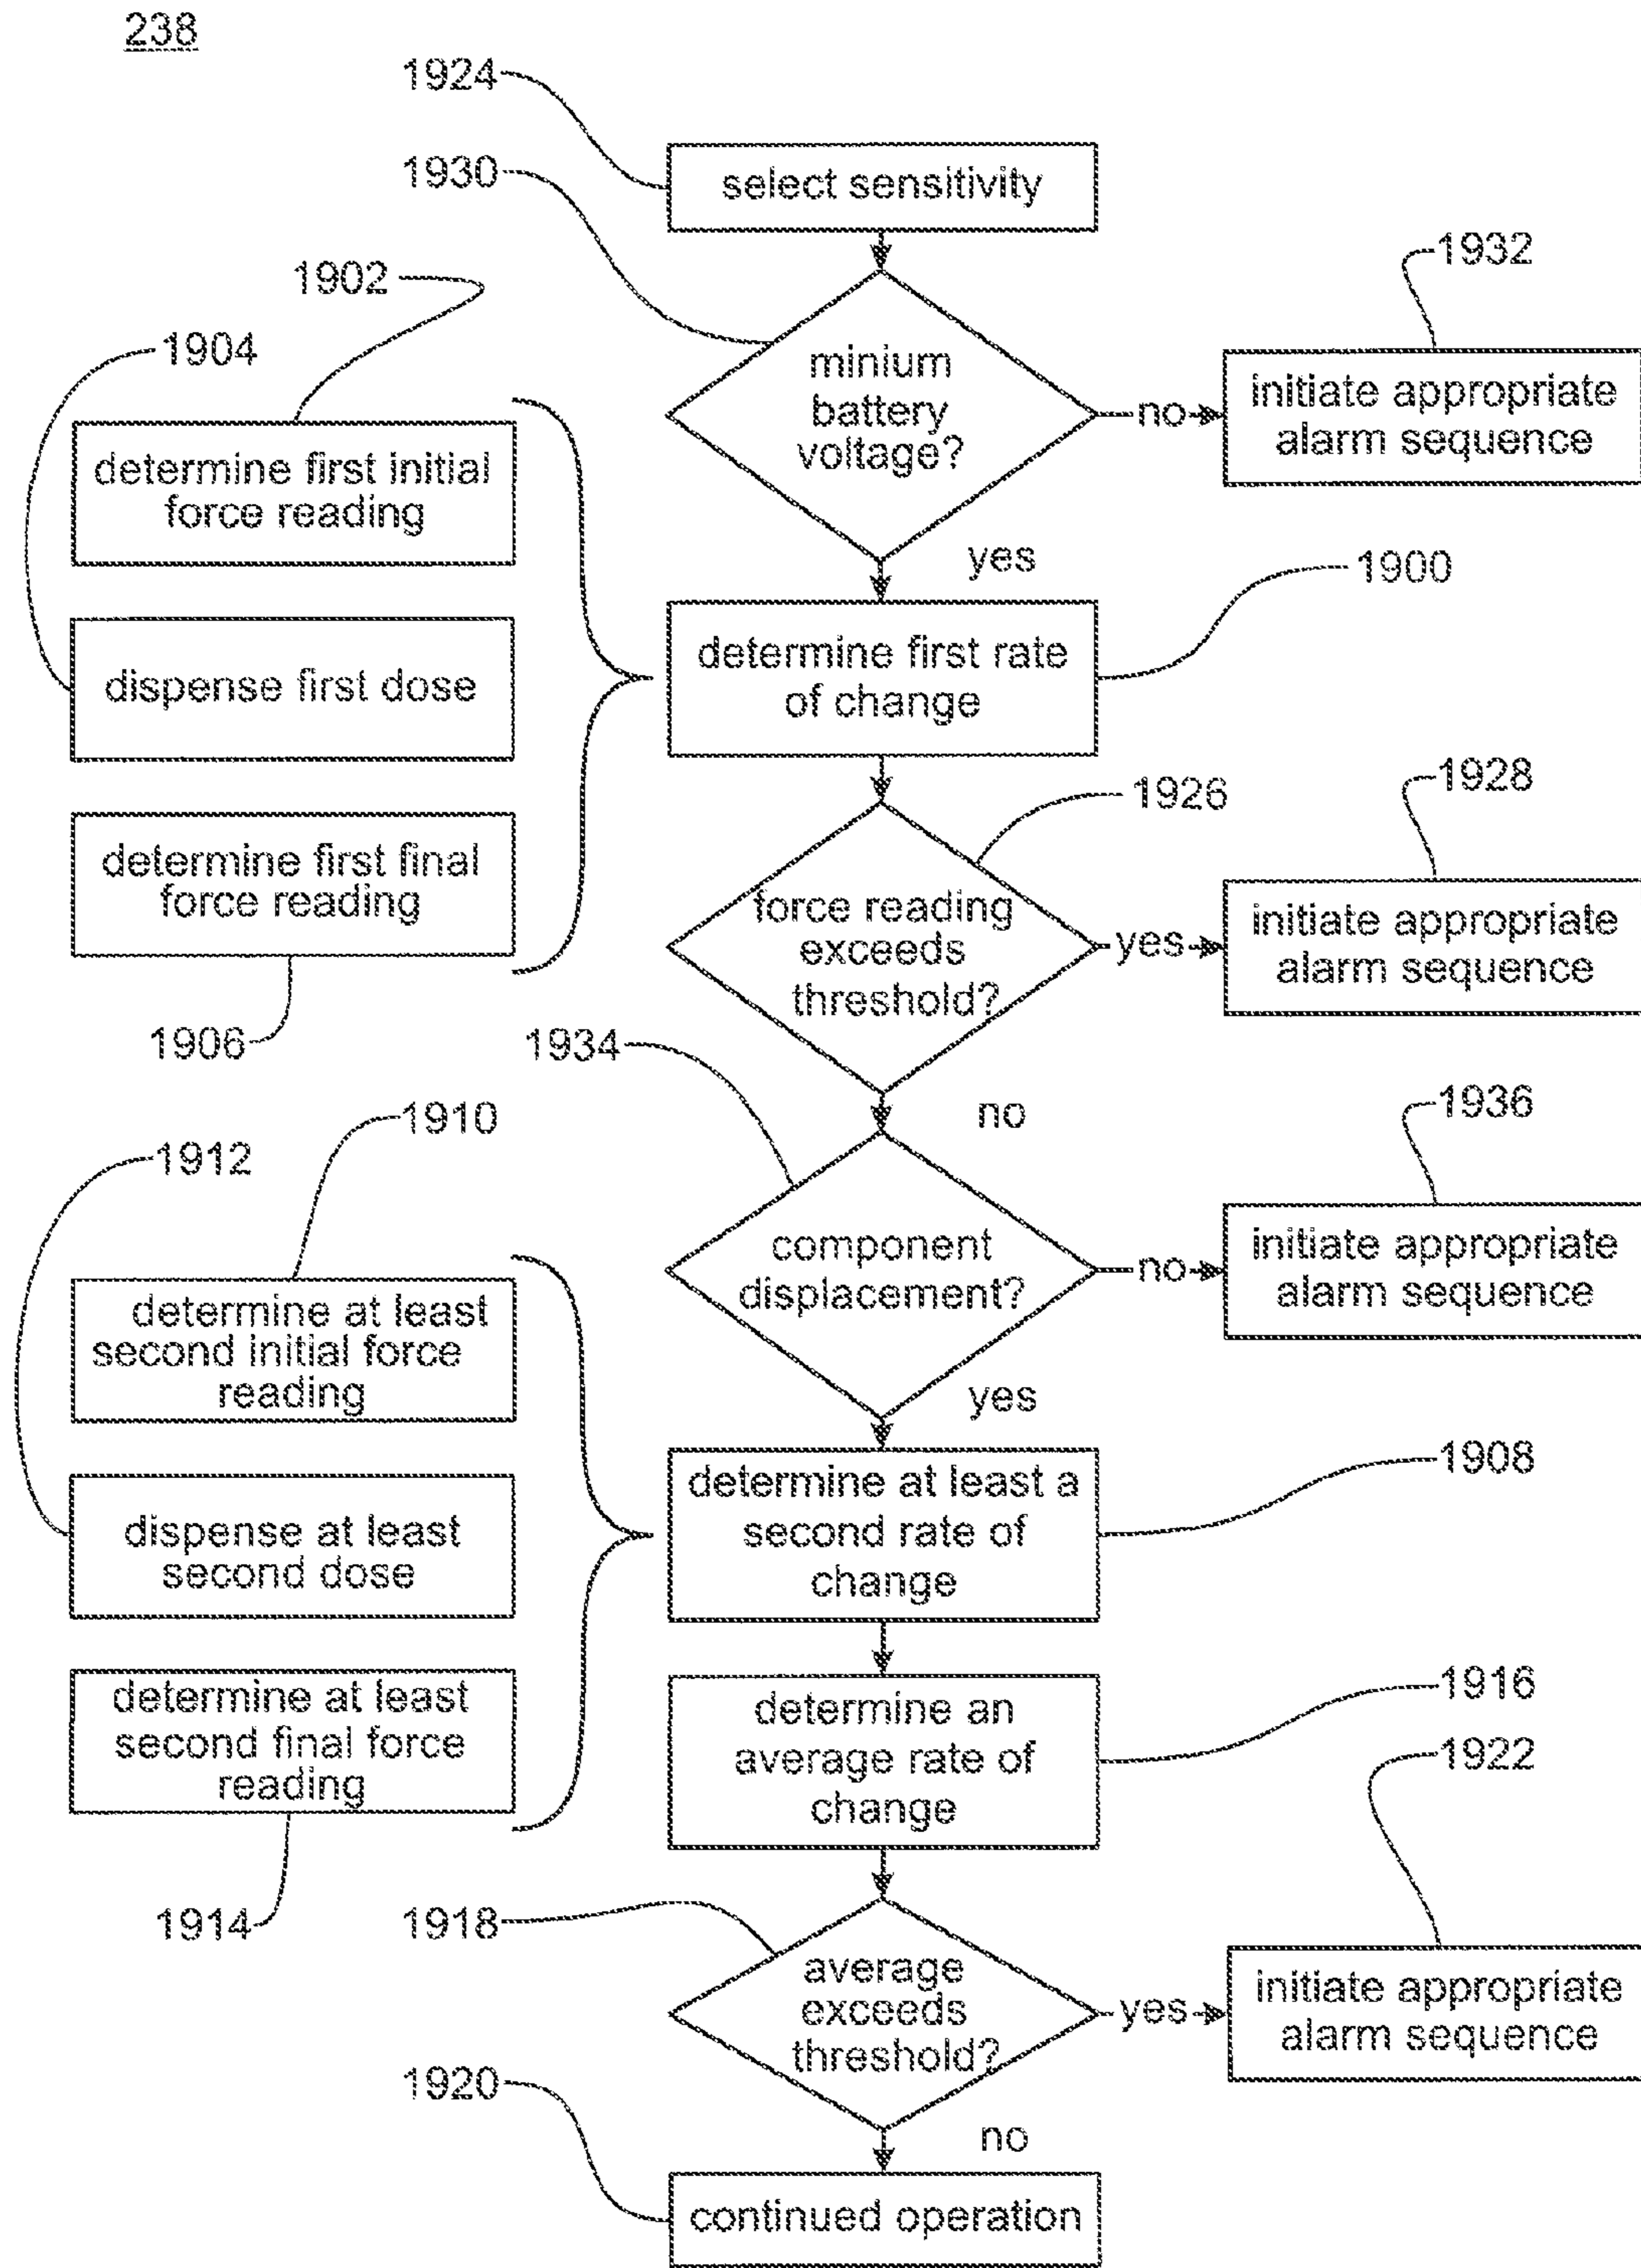 238
1924
1930
select sensitivity
1902
1932
1904
minium
battery
voltage?
no
initiate appropriate
alarm sequence
determine first initial
force reading
yes
1900
dispense first dose
determine first rate
of change
1926
1928
determine first final
force reading
force reading
exceeds
threshold?
yes
initiate appropriate
alarm sequence
1906
1934
no
1910
1936
1912
component
displacement?
no
initiate appropriate
alarm sequence
determine at least
second initial force
reading
yes
1908
determine at least a
second rate of
change
dispense at least
second dose
1916
determine at least
second final force
reading
determine an
average rate of
change
1922
1914
1918
average
exceeds
threshold?
yes
initiate appropriate
alarm sequence
1920
no
continued operation